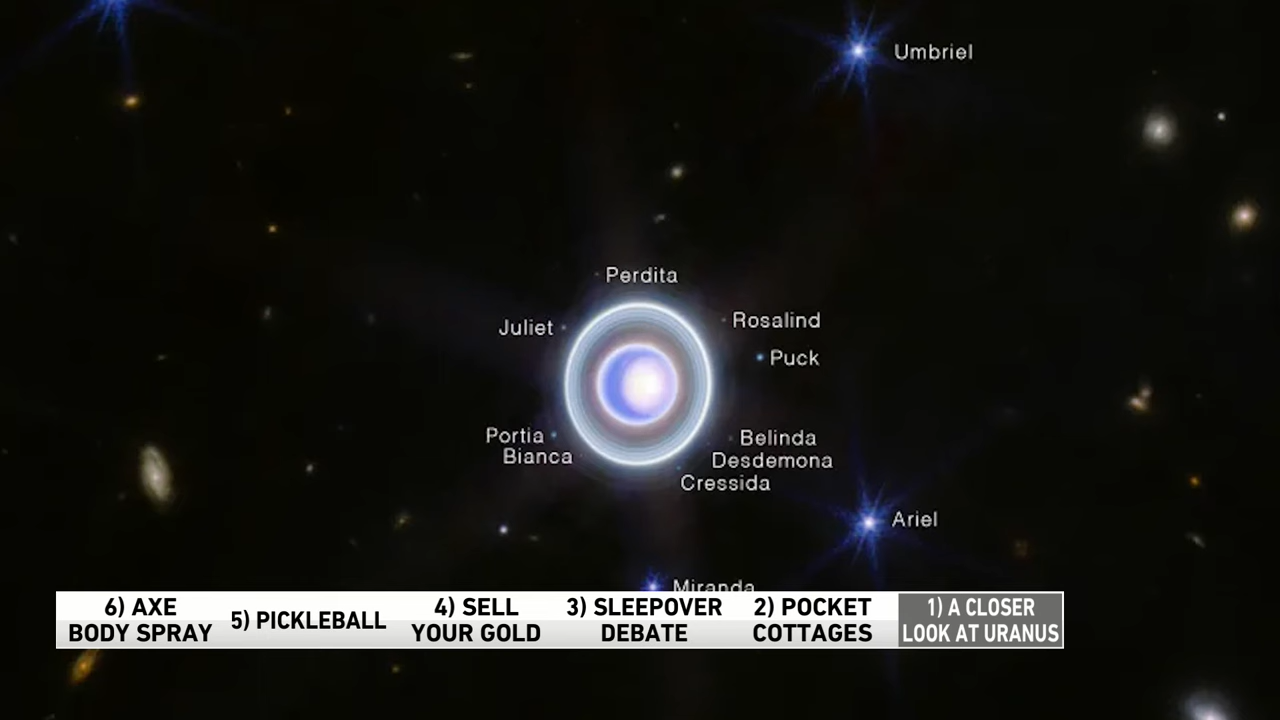 Umbriel
Perdita
Juliet
Rosalind
Puck
Portia
Bianca
Belinda
Desdemona
Cressida
Ariel
Miranda
6) AXE
BODY SPRAY
5) PICKLEBALL
4) SELL
YOUR GOLD
3) SLEEPOVER
DEBATE
2) POCKET
COTTAGES
1) A CLOSER
LOOK AT URANUS